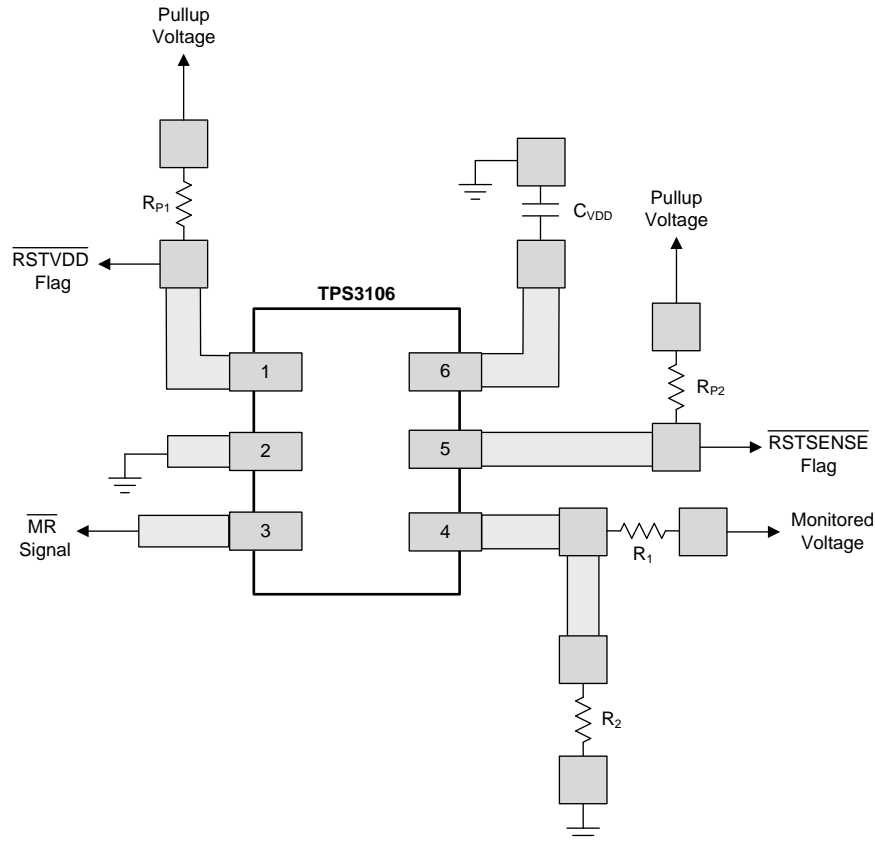 Pullup
Voltage
R_P1
RSTVDD
Flag
C_VDD
Pullup
Voltage
TPS3106
R_P2
1
6
2
5
RSTSENSE
Flag
3
4
MR
Signal
R_1
Monitored
Voltage
R_2